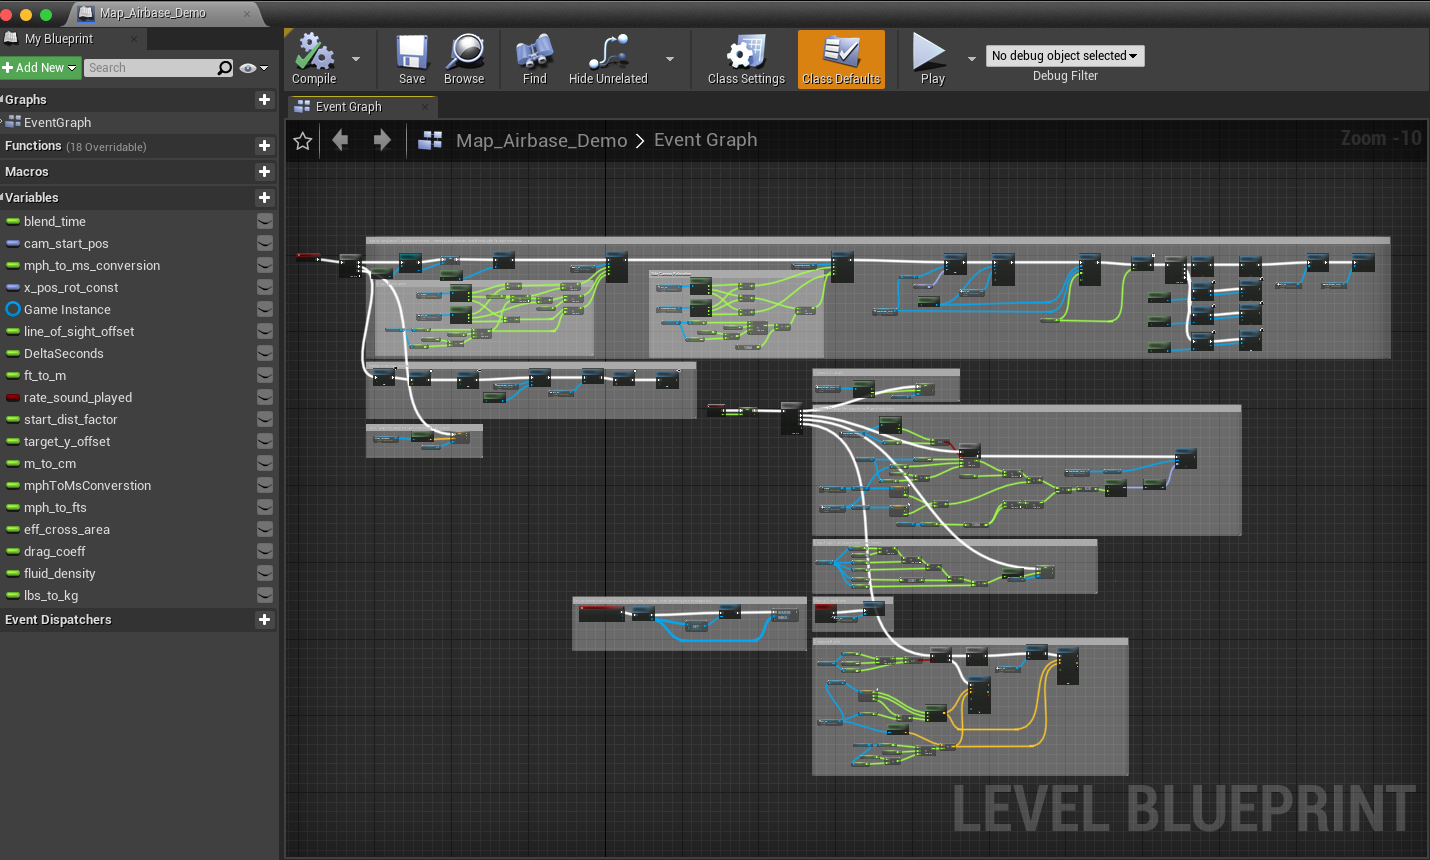 Map_Airbase_Demo
My Blueprint
Add New
Search
Compile
Save
Browse
Find
Hide Unrelated
Class Settings
Class Defaults
Play
No debug object selected
Debug Filter
Graphs
EventGraph
Functions (18 Overridable)
Macros
Variables
blend_time
cam_start_pos
mph_to_ms_conversion
x_pos_rot_const
Game Instance
line_of_sight_offset
DeltaSeconds
ft_to_m
rate_sound_played
start_dist_factor
target_y_offset
m_to_cm
mphToMsConverstion
mph_to_fts
eff_cross_area
drag_coeff
fluid_density
lbs_to_kg
Event Dispatchers
Event Graph
Map_Airbase_Demo > Event Graph
Zoom -10
LEVEL BLUEPRINT